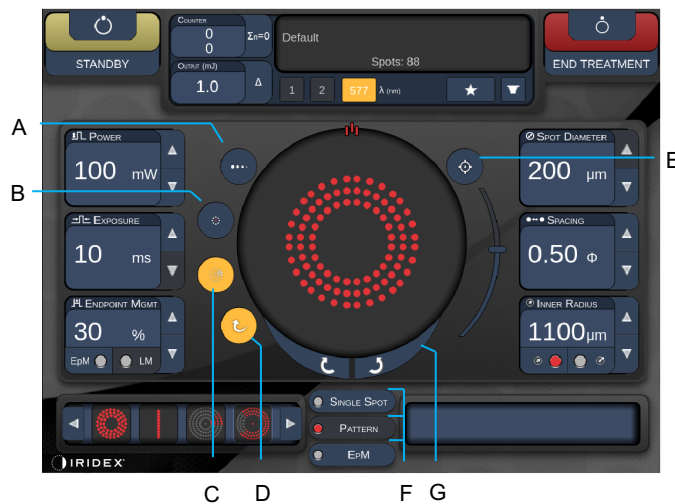 COUNTER
0
0
Σn=0
OUTPUT (mJ)
1.0
Δ
Default
Spots: 88
1 2 577 λ (nm)
STANDBY
END TREATMENT
A
B
POWER
100 mW
EXPOSURE
10 ms
ENDPOINT MGMT
30 %
EpM LM
SPOT DIAMETER
200 µm
SPACING
0.50 Φ
INNER RADIUS
1100µm
E
SINGLE SPOT
PATTERN
EPM
IRIDEX
C D F G